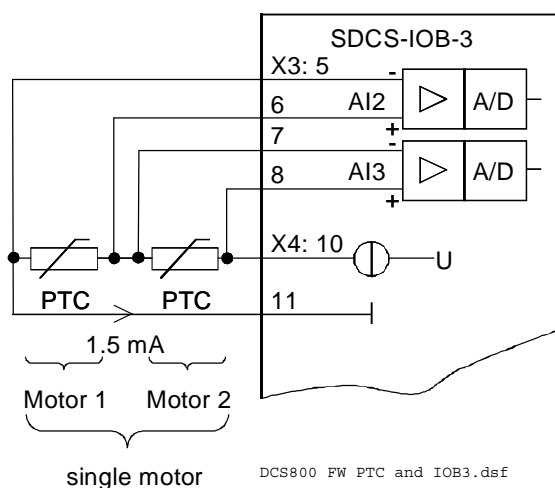 SDCS-IOB-3
X3: 5 -
6 AI2 A/D
+
7 -
8 AI3 A/D
+
X4: 10 U
PTC PTC 11
1.5 mA
Motor 1 Motor 2
single motor DCS800 FW PTC and IOB3.dsf